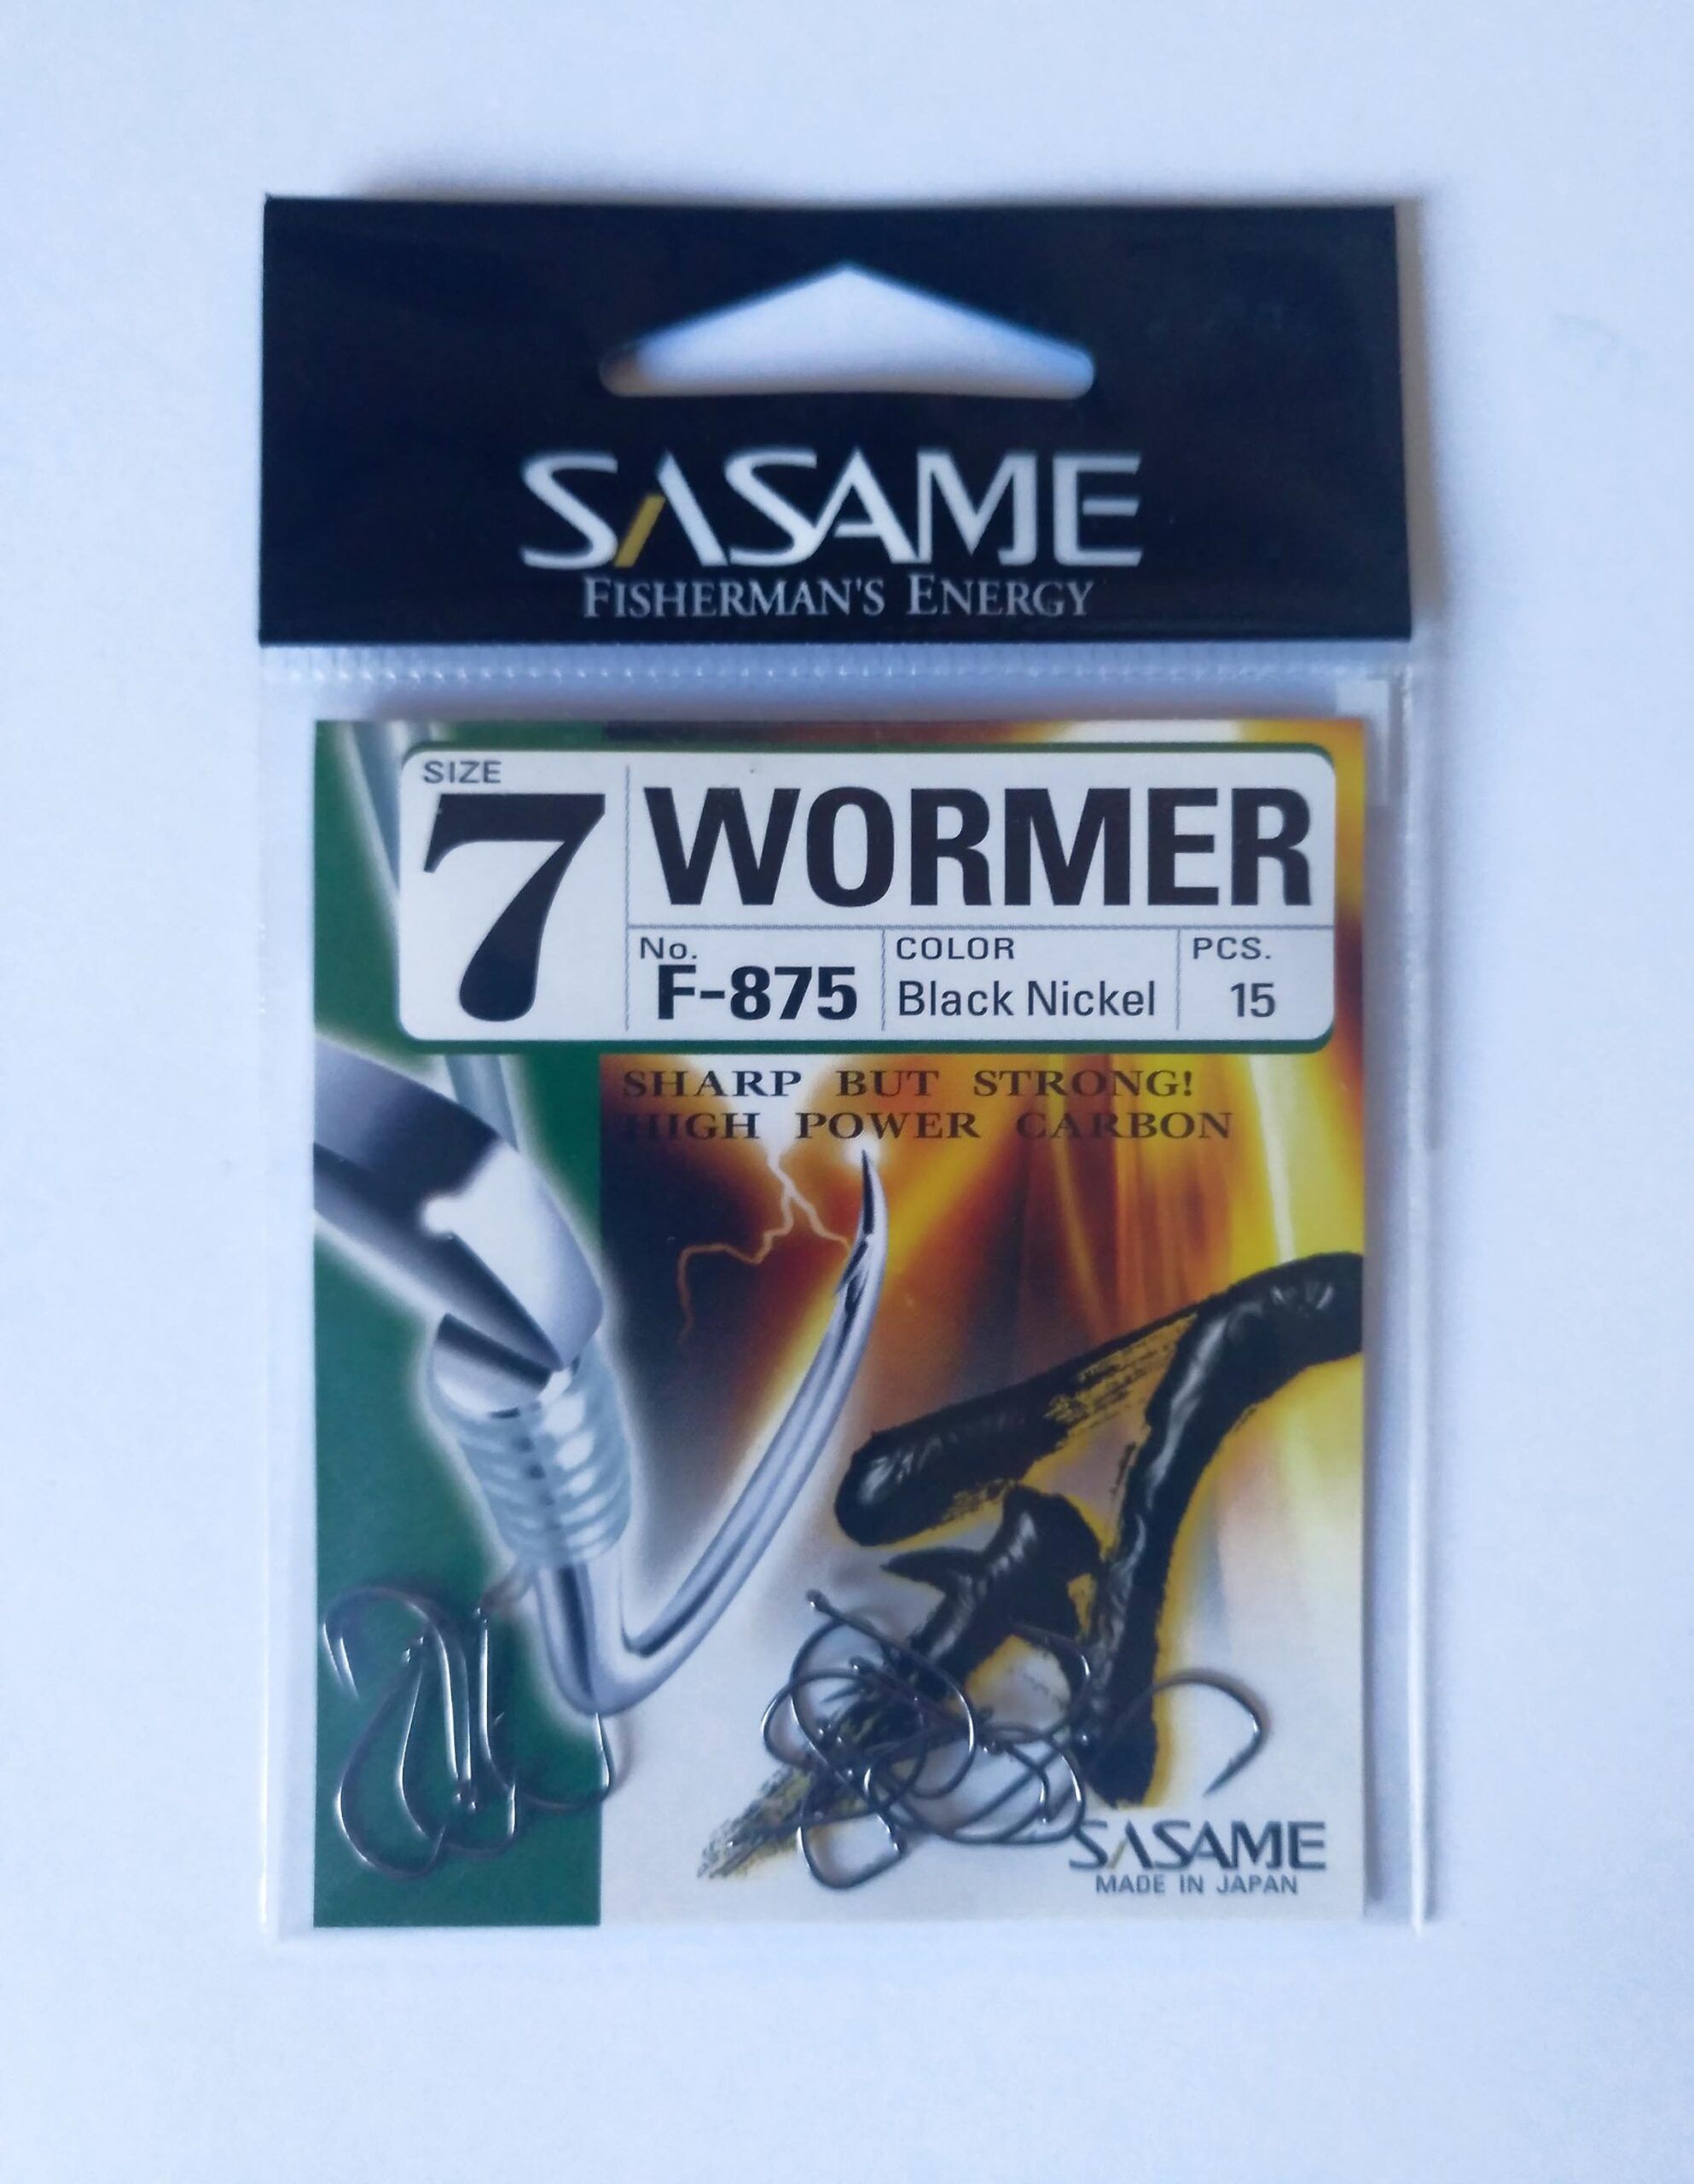 SASAME
FISHERMAN'S ENERGY
SIZE
7
WORMER
No.
F-875
COLOR
Black Nickel
PCS.
15
SHARP BUT STRONG!
HIGH POWER CARBON
SASAME
MADE IN JAPAN